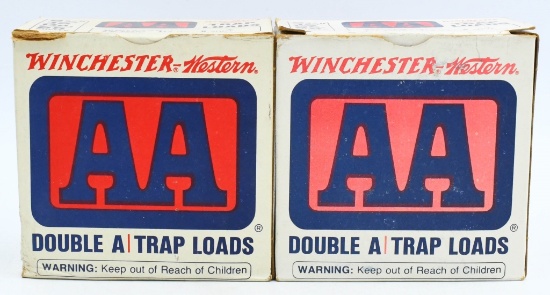 WINCHESTER-Western®
AA®
DOUBLE A|TRAP LOADS
WARNING: Keep out of Reach of Children
WINCHESTER-Western®
AA®
DOUBLE A|TRAP LOADS
WARNING: Keep out of Reach of Children